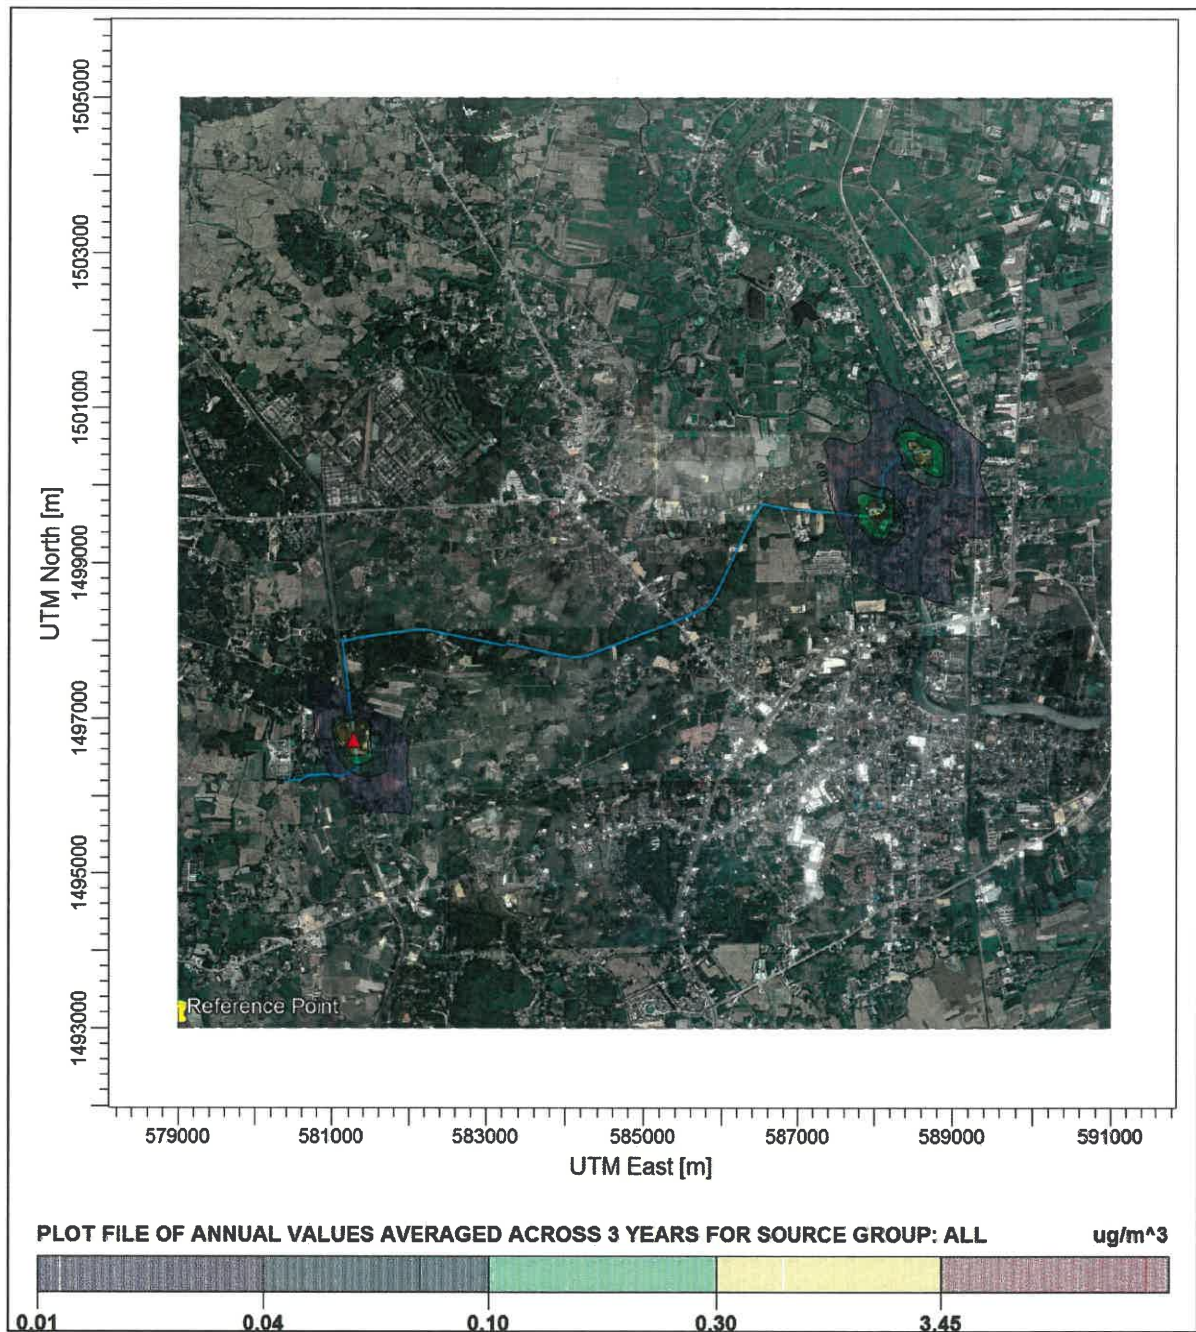 UTM North [m]
1505000
1503000
1501000
1499000
1497000
1495000
1493000
Reference Point
579000 581000 583000 585000 587000 589000 591000
UTM East [m]
PLOT FILE OF ANNUAL VALUES AVERAGED ACROSS 3 YEARS FOR SOURCE GROUP: ALL ug/m^3
0.01 0.04 0.10 0.30 3.45